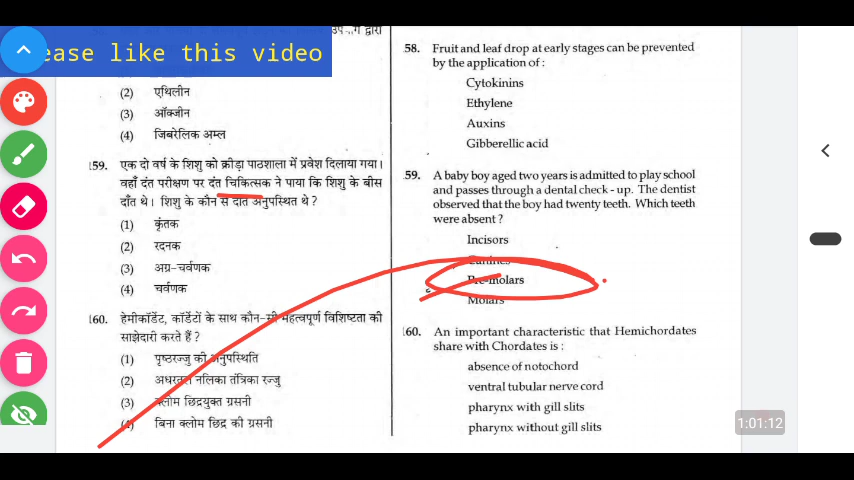 ease like this video
द्वारा
(2) एथिलीन
(3) ऑक्जीन
(4) जिबरेलिक अम्ल
159. एक दो वर्ष के शिशु को क्रीड़ा पाठशाला में प्रवेश दिलाया गया।
वहाँ दंत परीक्षण पर दंत चिकित्सक ने पाया कि शिशु के बीस
दाँत थे। शिशु के कौन से दाँत अनुपस्थित थे ?
(1) कृंतक
(2) रदनक
(3) अग्र-चर्वणक
(4) चर्वणक
160. हेमीकॉर्डेट, कॉर्डेटों के साथ कौन-सी महत्वपूर्ण विशिष्टता की
साझेदारी करते हैं ?
(1) पृष्ठरज्जु की अनुपस्थिति
(2) अधरतल नलिका तंत्रिका रज्जु
(3) क्लोम छिद्रयुक्त ग्रसनी
(4) बिना क्लोम छिद्र की ग्रसनी
58. Fruit and leaf drop at early stages can be prevented
by the application of :
Cytokinins
Ethylene
Auxins
Gibberellic acid
59. A baby boy aged two years is admitted to play school
and passes through a dental check - up. The dentist
observed that the boy had twenty teeth. Which teeth
were absent ?
Incisors
Canines
Pre-molars
Molars
160. An important characteristic that Hemichordates
share with Chordates is :
absence of notochord
ventral tubular nerve cord
pharynx with gill slits
pharynx without gill slits
1:01:12